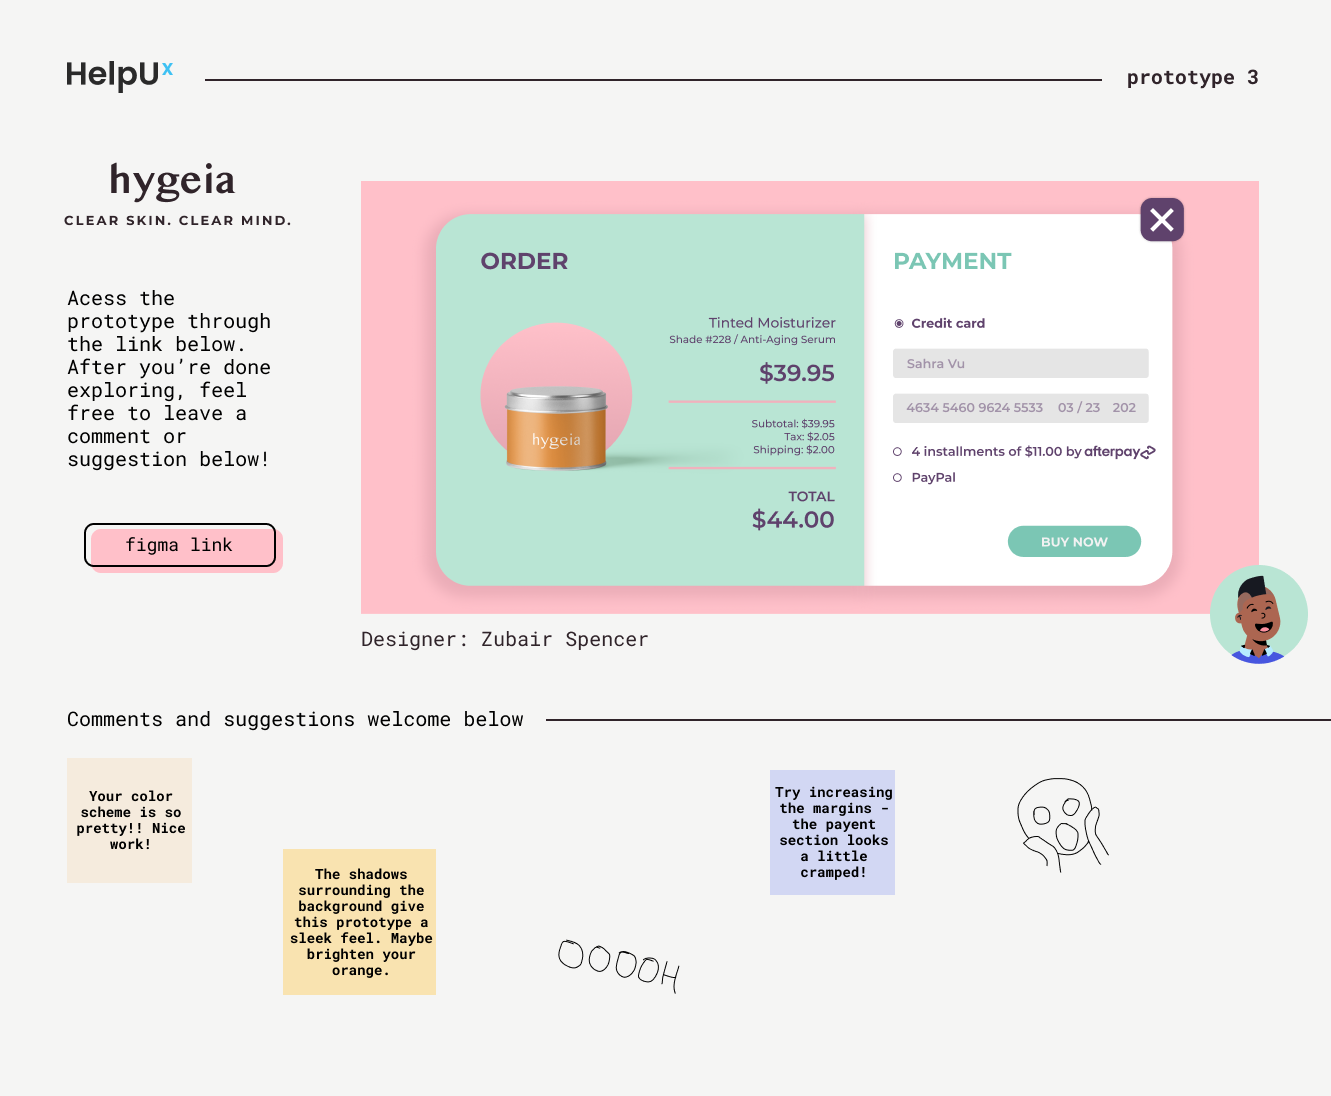 HelpUx
prototype 3
hygeia
CLEAR SKIN. CLEAR MIND.
Acess the
prototype through
the link below.
After you’re done
exploring, feel
free to leave a
comment or
suggestion below!
figma link
ORDER
hygeia
Tinted Moisturizer
Shade #228 / Anti-Aging Serum
$39.95
Subtotal: $39.95
Tax: $2.05
Shipping: $2.00
TOTAL
$44.00
PAYMENT
Credit card
Sahra Vu
4634 5460 9624 5533 03 / 23 202
4 installments of $11.00 by afterpay
PayPal
BUY NOW
Designer: Zubair Spencer
Comments and suggestions welcome below
Your color
scheme is so
pretty!! Nice
work!
The shadows
surrounding the
background give
this prototype a
sleek feel. Maybe
brighten your
orange.
OOOOH
Try increasing
the margins -
the payent
section looks
a little
cramped!